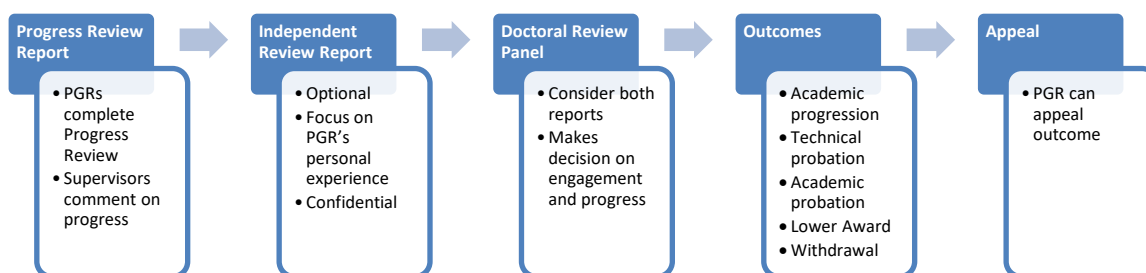 Progress Review
Report
• PGRs
complete
Progress
Review
• Supervisors
comment on
progress
Independent
Review Report
• Optional
• Focus on
PGR's
personal
experience
• Confidential
Doctoral Review
Panel
• Consider both
reports
• Makes
decision on
engagement
and progress
Outcomes
• Academic
progression
• Technical
probation
• Academic
probation
• Lower Award
• Withdrawal
Appeal
• PGR can
appeal
outcome